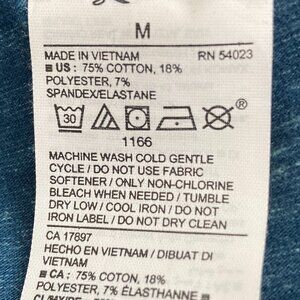 M
MADE IN VIETNAM RN 54023
US : 75% COTTON, 18%
POLYESTER, 7%
SPANDEX/ELASTANE
30
®
1166
MACHINE WASH COLD GENTLE
CYCLE / DO NOT USE FABRIC
SOFTENER / ONLY NON-CHLORINE
BLEACH WHEN NEEDED / TUMBLE
DRY LOW / COOL IRON / DO NOT
IRON LABEL / DO NOT DRY CLEAN
CA 17897
HECHO EN VIETNAM / DIBUAT DI
VIETNAM
CA : 75% COTON, 18%
POLYESTER, 7% ÉLASTHANNE